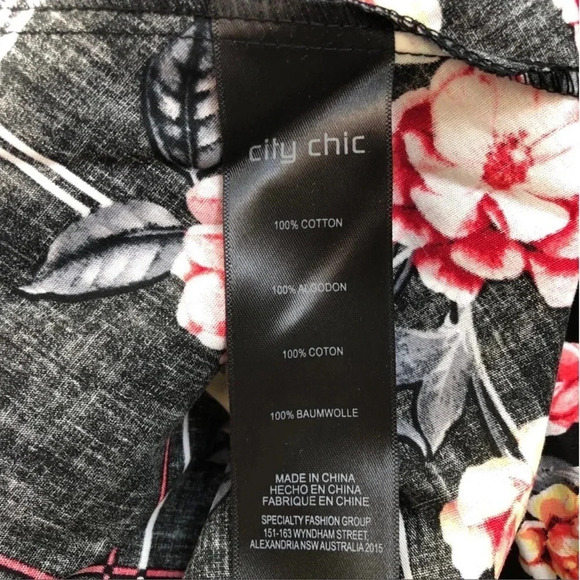 city chic
100% COTTON
100% ALGODON
100% COTON
100% BAUMWOLLE
MADE IN CHINA
HECHO EN CHINA
FABRIQUE EN CHINE
SPECIALTY FASHION GROUP
151-163 WYNDHAM STREET,
ALEXANDRIA NSW AUSTRALIA 2015